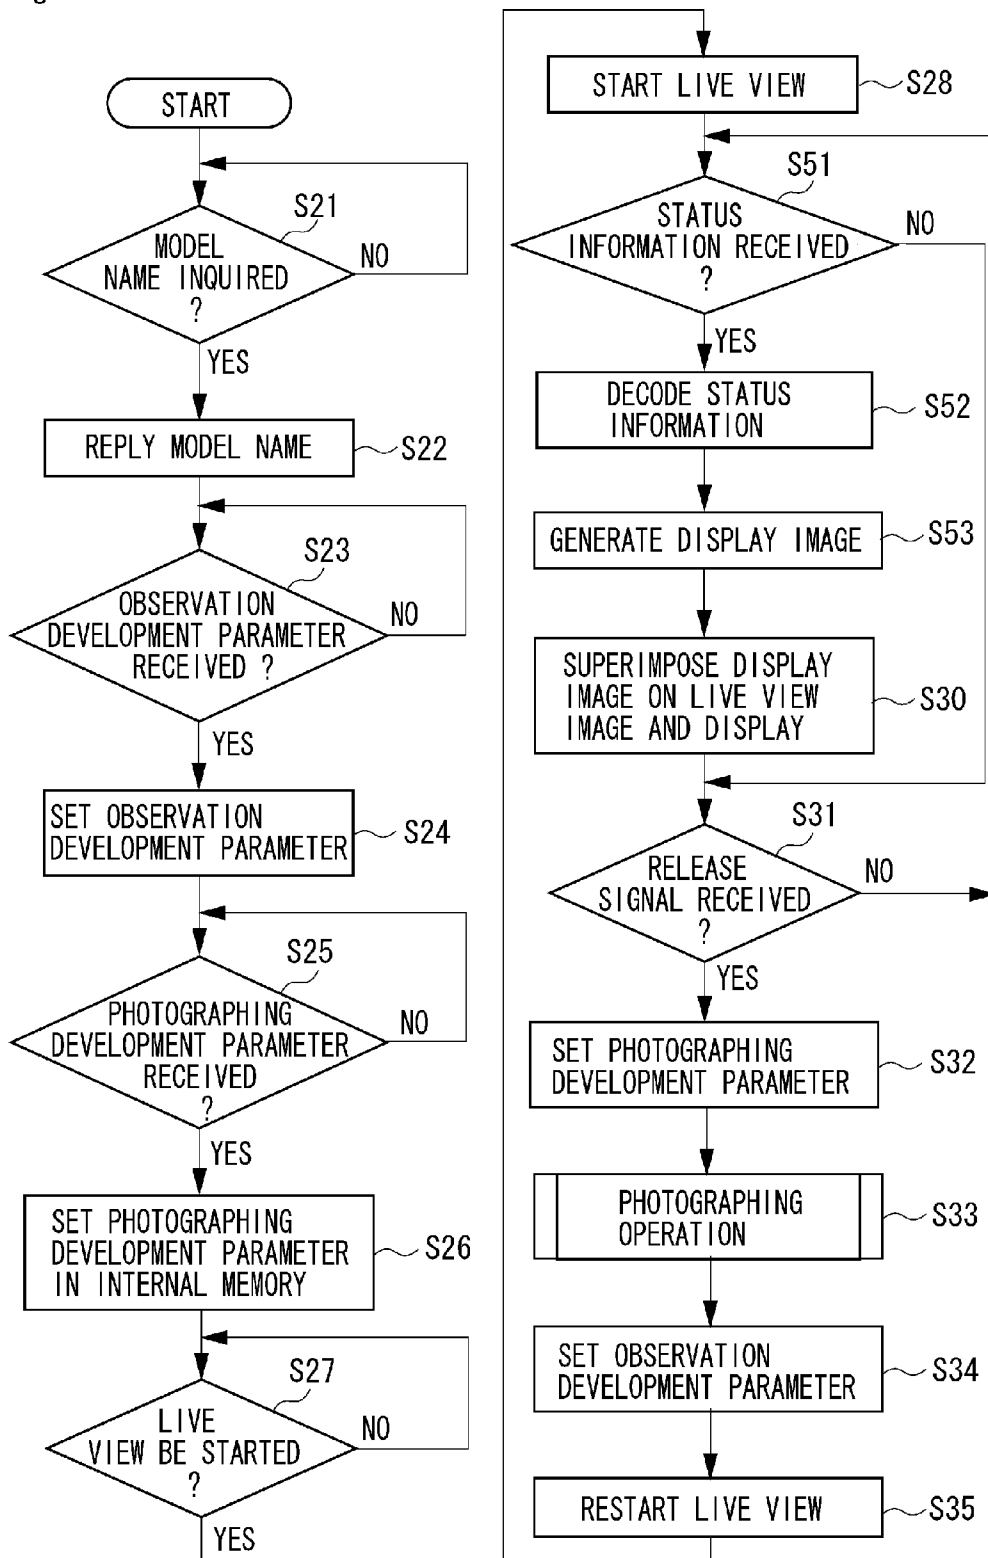 START
S21
MODEL
NAME INQUIRED
?
NO
YES
REPLY MODEL NAME
S22
S23
OBSERVATION
DEVELOPMENT PARAMETER
RECEIVED ?
NO
YES
SET OBSERVATION
DEVELOPMENT PARAMETER
S24
S25
PHOTOGRAPHING
DEVELOPMENT PARAMETER
RECEIVED
?
NO
YES
SET PHOTOGRAPHING
DEVELOPMENT PARAMETER
IN INTERNAL MEMORY
S26
S27
LIVE
VIEW BE STARTED
?
NO
YES
START LIVE VIEW
S28
S51
STATUS
INFORMATION RECEIVED
?
NO
YES
DECODE STATUS
INFORMATION
S52
GENERATE DISPLAY IMAGE
S53
SUPERIMPOSE DISPLAY
IMAGE ON LIVE VIEW
IMAGE AND DISPLAY
S30
S31
RELEASE
SIGNAL RECEIVED
?
NO
YES
SET PHOTOGRAPHING
DEVELOPMENT PARAMETER
S32
PHOTOGRAPHING
OPERATION
S33
SET OBSERVATION
DEVELOPMENT PARAMETER
S34
RESTART LIVE VIEW
S35